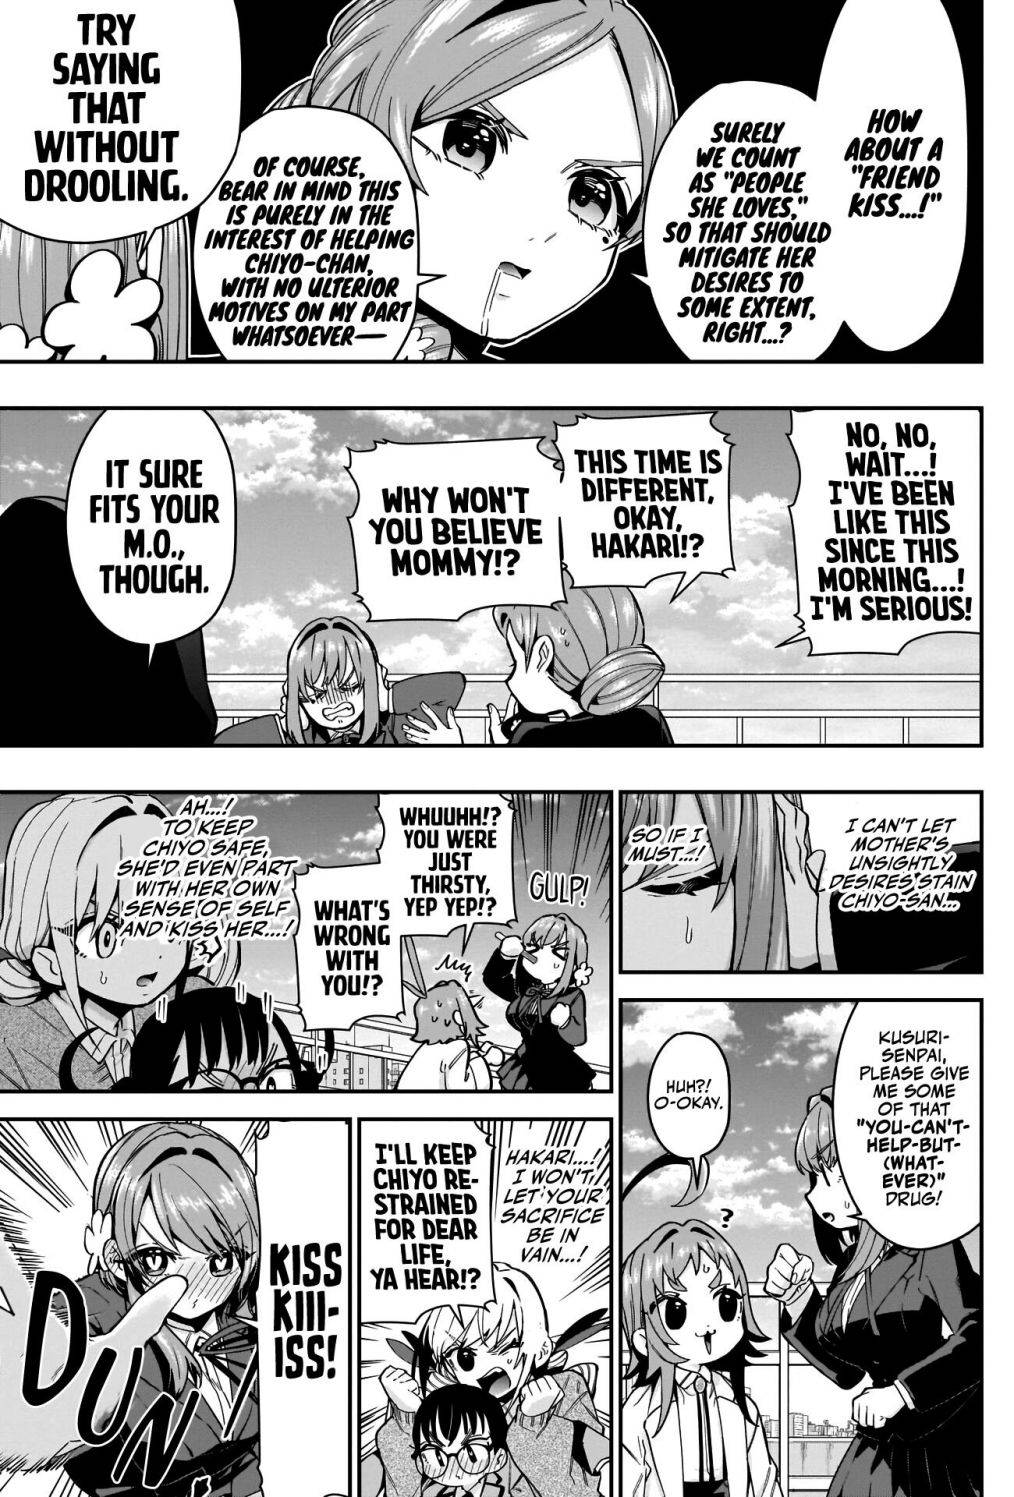 HOW
ABOUT A
"FRIEND
KISS...!"
SURELY
WE COUNT
AS "PEOPLE
SHE LOVES,"
SO THAT SHOULD
MITIGATE HER
DESIRES TO
SOME EXTENT,
RIGHT...?
OF COURSE,
BEAR IN MIND THIS
IS PURELY IN THE
INTEREST OF HELPING
CHIYO-CHAN,
WITH NO ULTERIOR
MOTIVES ON MY PART
WHATSOEVER—
TRY
SAYING
THAT
WITHOUT
DROOLING.
NO, NO,
WAIT...!
I'VE BEEN
LIKE THIS
SINCE THIS
MORNING...!
I'M SERIOUS!
THIS TIME IS
DIFFERENT,
OKAY,
HAKARI!?
WHY WON'T
YOU BELIEVE
MOMMY!?
IT SURE
FITS YOUR
M.O.,
THOUGH.
I CAN'T LET
MOTHER'S
UNSIGHTLY
DESIRES STAIN
CHIYO-SAN...
SO IF I
MUST...!
KUSURI-
SENPAI,
PLEASE GIVE
ME SOME
OF THAT
"YOU-CAN'T-
HELP-BUT-
(WHAT-
EVER)"
DRUG!
HUH?!
O-OKAY.
?
GULP!
WHUUHH!?
YOU WERE
JUST
THIRSTY,
YEP YEP!?
WHAT'S
WRONG
WITH
YOU!?
AH...!
TO KEEP
CHIYO SAFE,
SHE'D EVEN PART
WITH HER OWN
SENSE OF SELF
AND KISS HER...!
HAKARI...!
I WON'T
LET YOUR
SACRIFICE
BE IN
VAIN...!
I'LL KEEP
CHIYO RE-
STRAINED
FOR DEAR
LIFE,
YA HEAR!?
KISS
KIII-
ISS!
DUN!